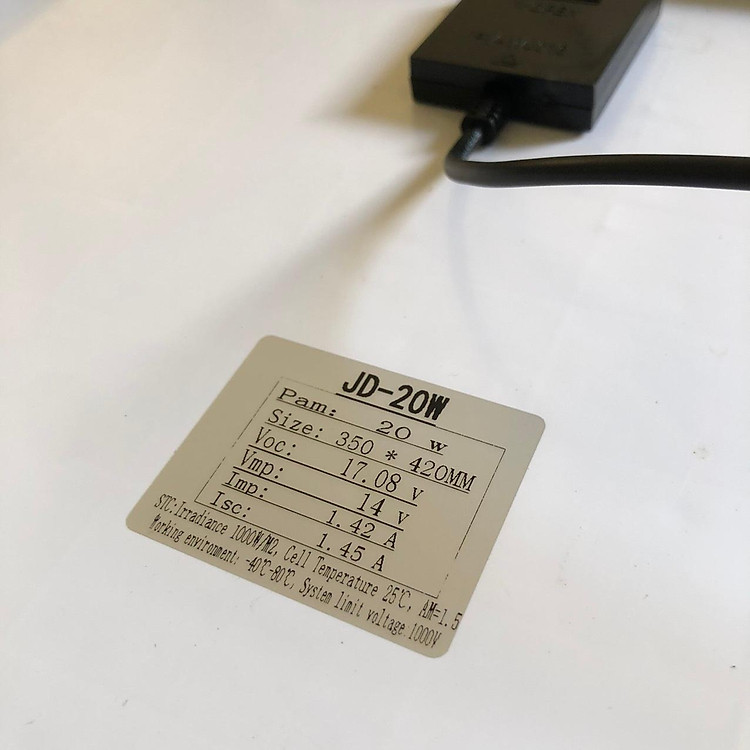 JD-20W
Pam: 20 w
Size: 350 * 420MM
Voc: 17.08 v
Vmp: 14 v
Imp: 1.42 A
Isc: 1.45 A
STC:Irradiance 1000W/M2, Cell Temperature 25℃, AM=1.5
Working environment: -40℃-80℃, System limit voltage:1000V